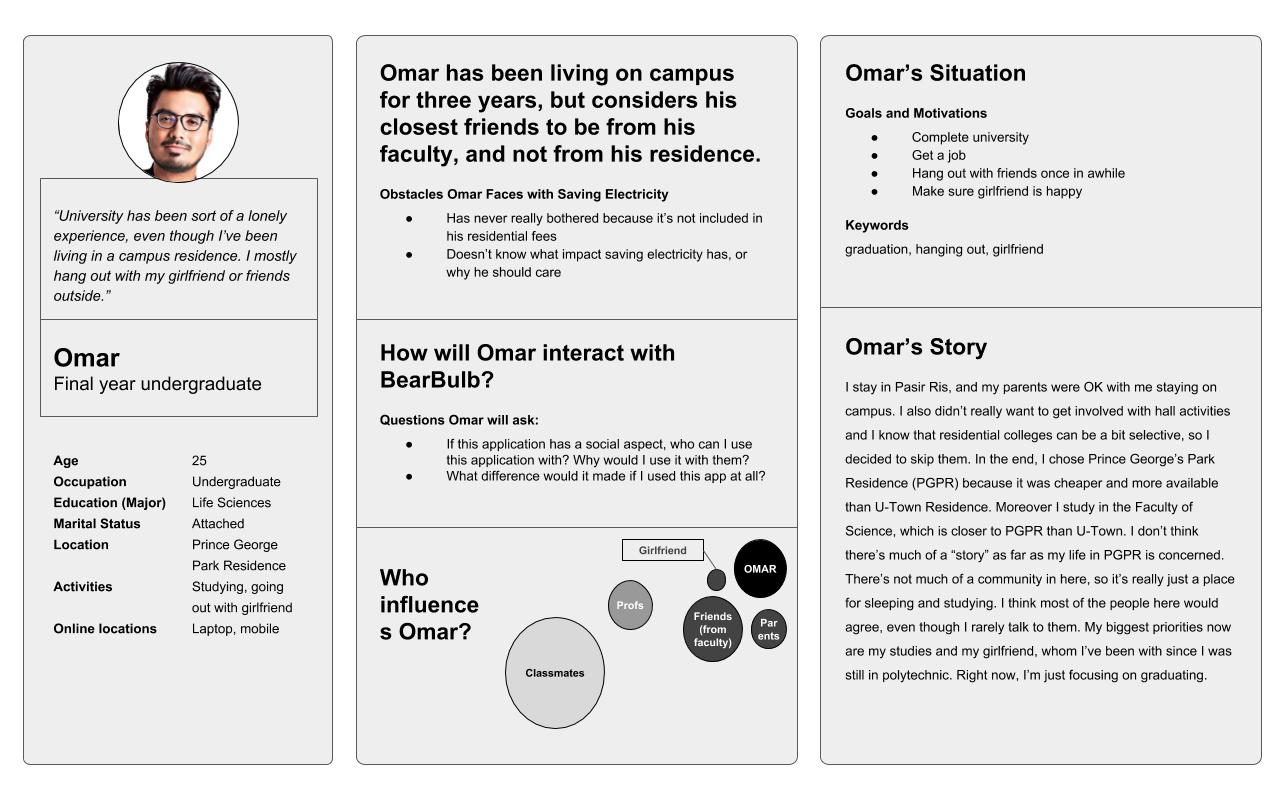 “University has been sort of a lonely
experience, even though I’ve been
living in a campus residence. I mostly
hang out with my girlfriend or friends
outside.”
Omar
Final year undergraduate
Age 25
Occupation Undergraduate
Education (Major) Life Sciences
Marital Status Attached
Location Prince George
Park Residence
Activities Studying, going
out with girlfriend
Online locations Laptop, mobile
Omar has been living on campus
for three years, but considers his
closest friends to be from his
faculty, and not from his residence.
Obstacles Omar Faces with Saving Electricity
● Has never really bothered because it’s not included in
his residential fees
● Doesn’t know what impact saving electricity has, or
why he should care
How will Omar interact with
BearBulb?
Questions Omar will ask:
● If this application has a social aspect, who can I use
this application with? Why would I use it with them?
● What difference would it made if I used this app at all?
Who
influence
s Omar?
Girlfriend
OMAR
Profs
Friends
(from
faculty)
Par
ents
Classmates
Omar’s Situation
Goals and Motivations
● Complete university
● Get a job
● Hang out with friends once in awhile
● Make sure girlfriend is happy
Keywords
graduation, hanging out, girlfriend
Omar’s Story
I stay in Pasir Ris, and my parents were OK with me staying on
campus. I also didn’t really want to get involved with hall activities
and I know that residential colleges can be a bit selective, so I
decided to skip them. In the end, I chose Prince George’s Park
Residence (PGPR) because it was cheaper and more available
than U-Town Residence. Moreover I study in the Faculty of
Science, which is closer to PGPR than U-Town. I don’t think
there’s much of a “story” as far as my life in PGPR is concerned.
There’s not much of a community in here, so it’s really just a place
for sleeping and studying. I think most of the people here would
agree, even though I rarely talk to them. My biggest priorities now
are my studies and my girlfriend, whom I’ve been with since I was
still in polytechnic. Right now, I’m just focusing on graduating.